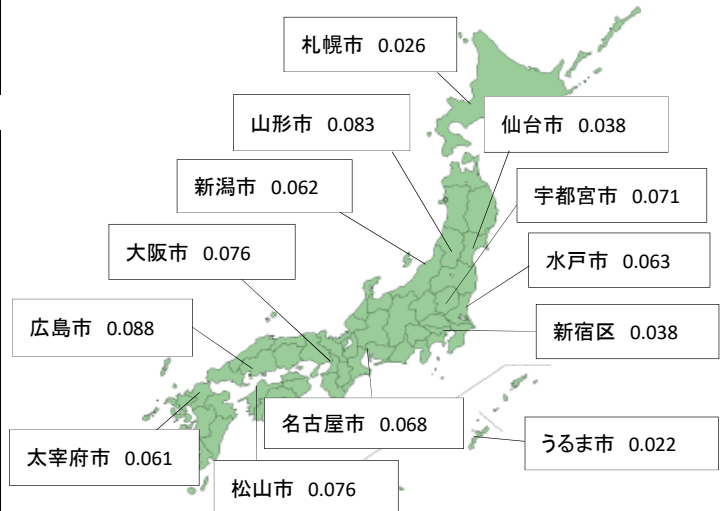 札幌市 0.026
山形市 0.083
仙台市 0.038
新潟市 0.062
宇都宮市 0.071
大阪市 0.076
水戸市 0.063
広島市 0.088
新宿区 0.038
名古屋市 0.068
太宰府市 0.061
うるま市 0.022
松山市 0.076